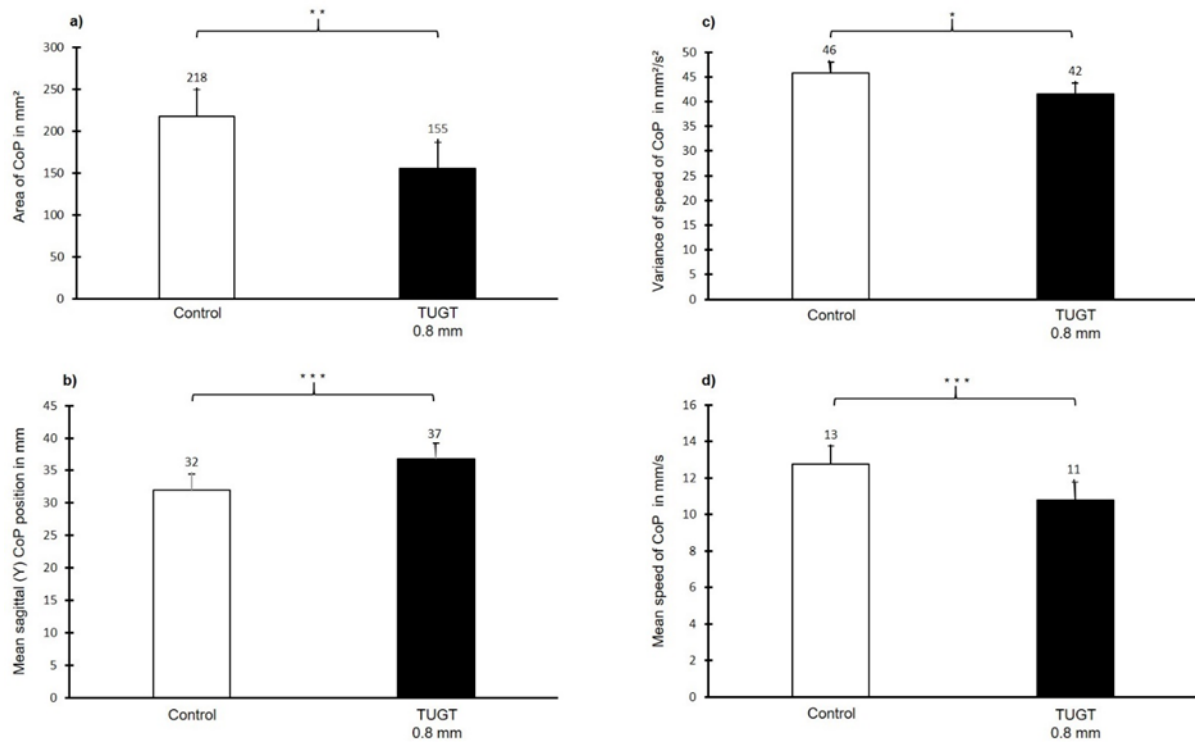 a)
* *
Area of CoP in mm²
300
250
200
150
100
50
0
218
155
Control
TUGT
0.8 mm
b)
* * *
Mean sagittal (Y) CoP position in mm
45
40
35
30
25
20
15
10
5
0
32
37
Control
TUGT
0.8 mm
c)
*
Variance of speed of CoP in mm²/s²
50
45
40
35
30
25
20
15
10
5
0
46
42
Control
TUGT
0.8 mm
d)
* * *
Mean speed of CoP in mm/s
16
14
12
10
8
6
4
2
0
13
11
Control
TUGT
0.8 mm